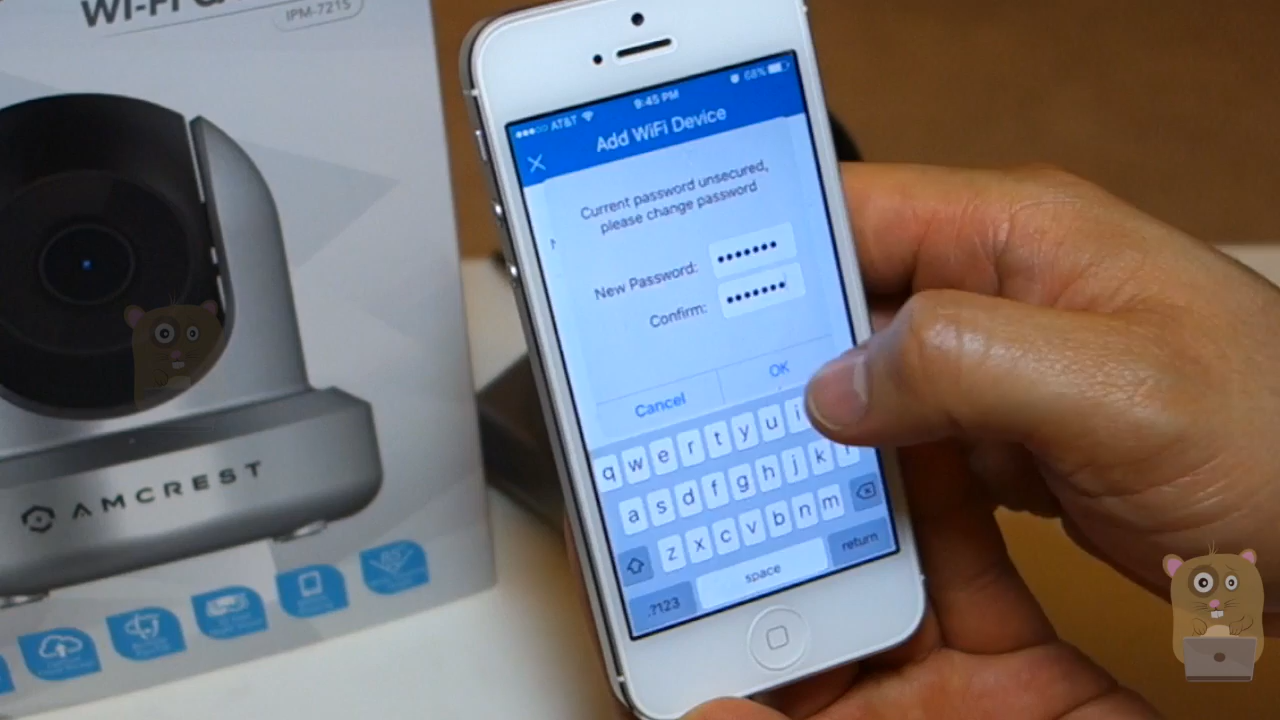 WI-FI
IPM-721S
AMCREST
AT&T
9:45 PM
68%
Add WiFi Device
Current password unsecured,
please change password
New Password: •••••••
Confirm: •••••••
Cancel
OK
q w e r t y u i
a s d f g h j k l
z x c v b n m
.?123
space
return